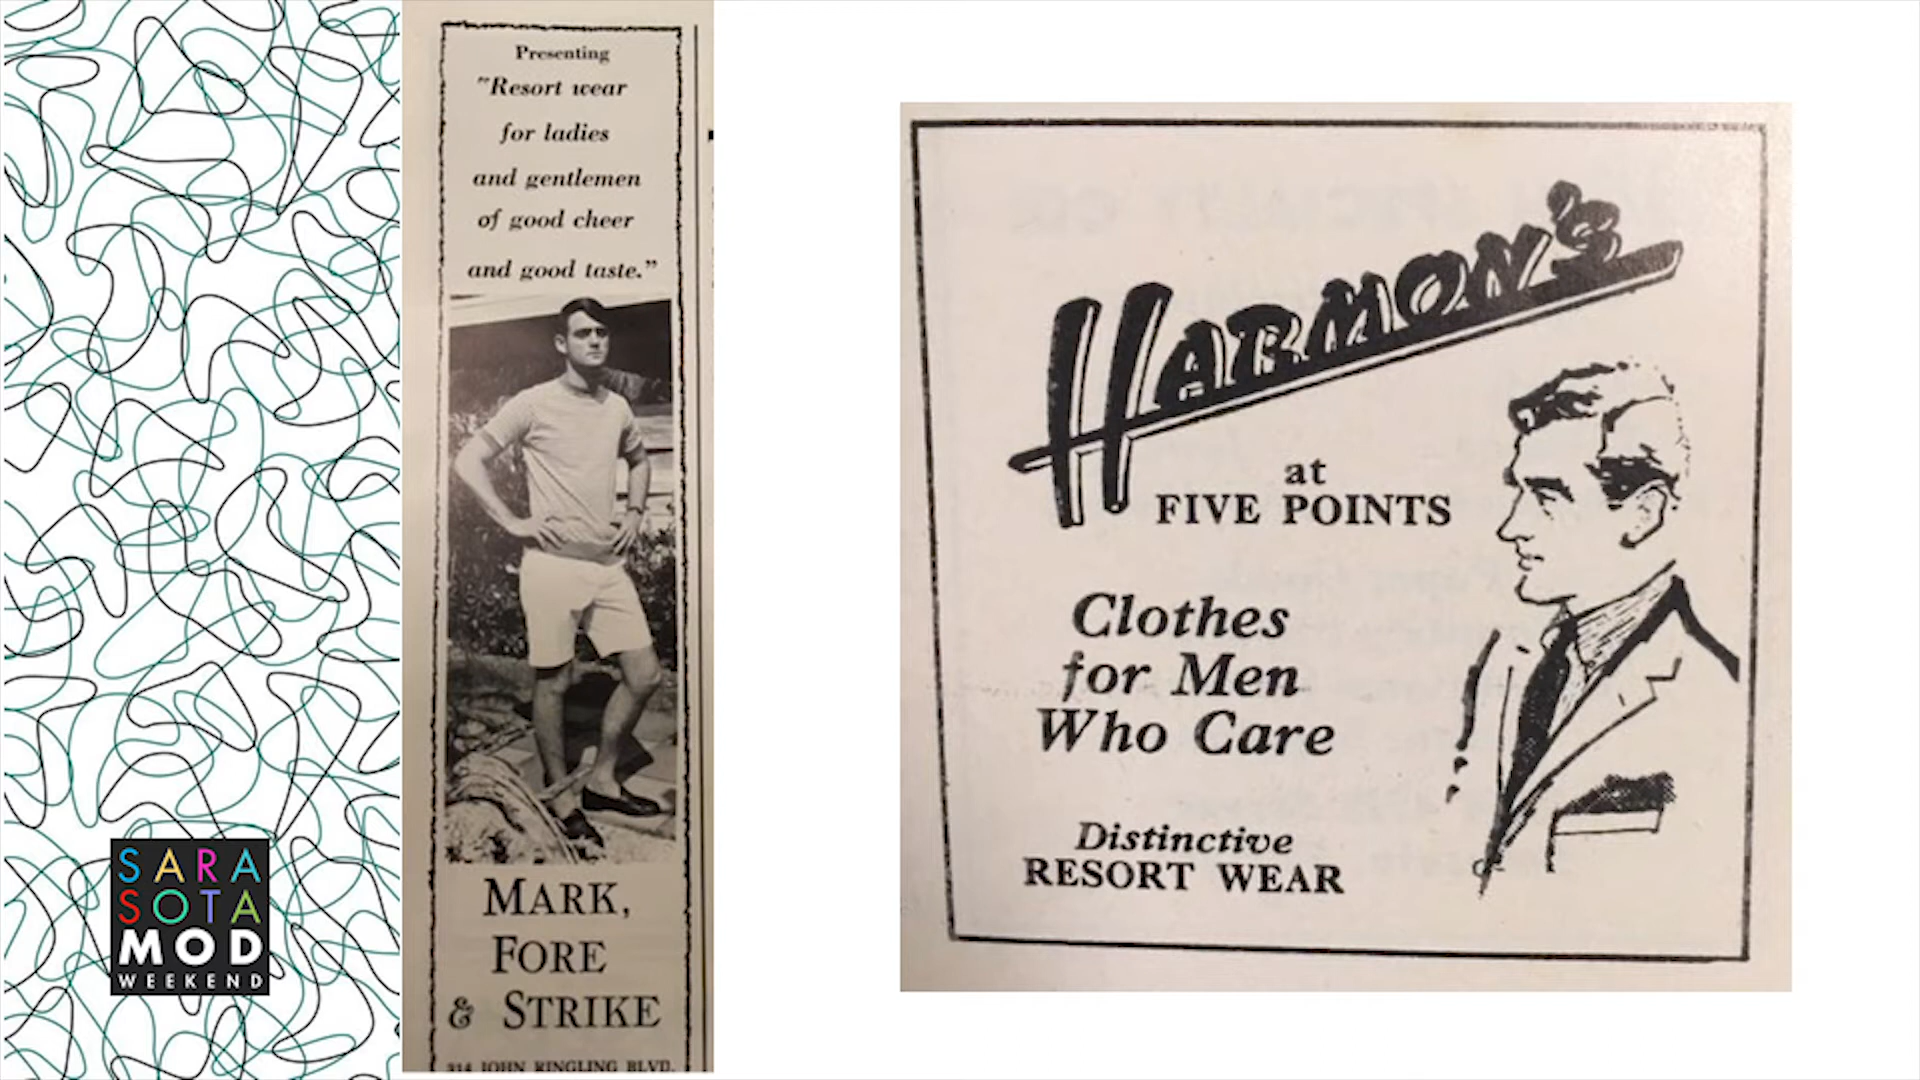 Presenting
"Resort wear
for ladies
and gentlemen
of good cheer
and good taste."
MARK,
FORE
& STRIKE
314 JOHN RINGLING BLVD.
HARMON'S
at
FIVE POINTS
Clothes
for Men
Who Care
Distinctive
RESORT WEAR
SARA
SOTA
MOD
WEEKEND